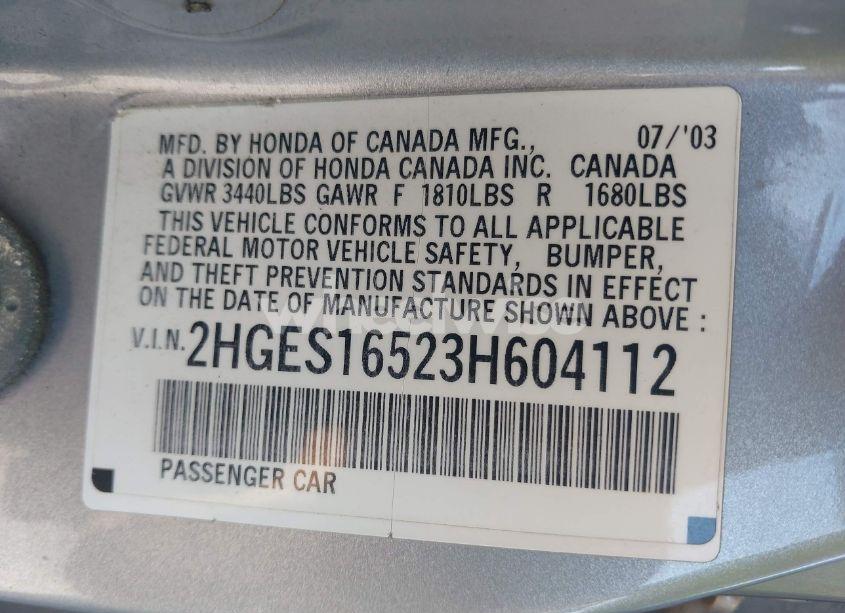 MFD. BY HONDA OF CANADA MFG., 07/'03
A DIVISION OF HONDA CANADA INC. CANADA
GVWR 3440LBS GAWR F 1810LBS R 1680LBS
THIS VEHICLE CONFORMS TO ALL APPLICABLE
FEDERAL MOTOR VEHICLE SAFETY, BUMPER,
AND THEFT PREVENTION STANDARDS IN EFFECT
ON THE DATE OF MANUFACTURE SHOWN ABOVE :
V.I.N. 2HGES16523H604112
PASSENGER CAR